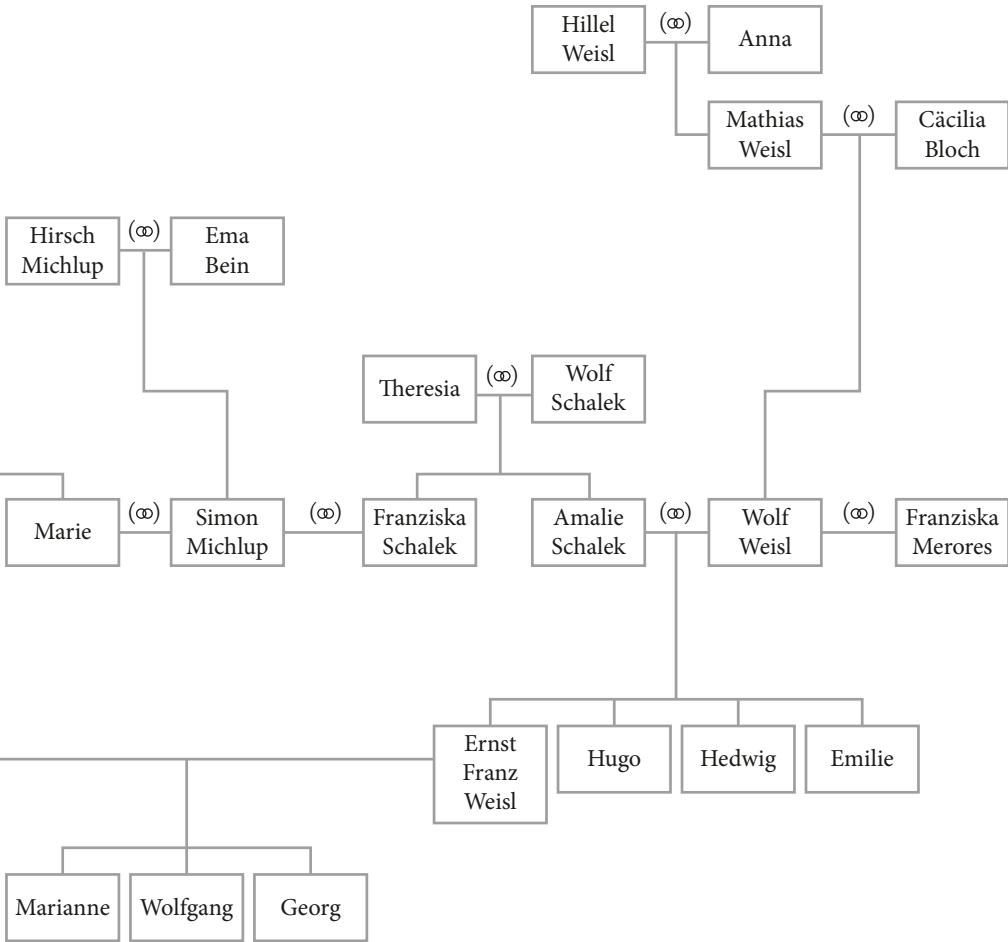 Hillel
Weisl
(⚭)
Anna
Mathias
Weisl
(⚭)
Cäcilia
Bloch
Hirsch
Michlup
(⚭)
Ema
Bein
Theresia
(⚭)
Wolf
Schalek
Marie
(⚭)
Simon
Michlup
(⚭)
Franziska
Schalek
Amalie
Schalek
(⚭)
Wolf
Weisl
(⚭)
Franziska
Merores
Ernst
Franz
Weisl
Hugo
Hedwig
Emilie
Marianne
Wolfgang
Georg